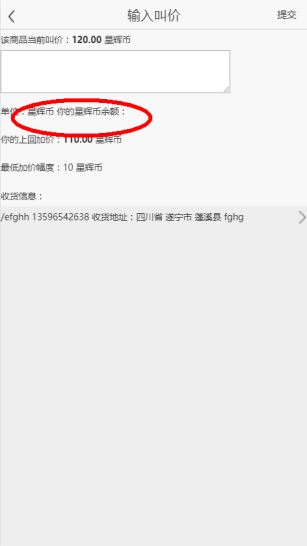 输入叫价 提交
该商品当前叫价：120.00 星辉币
单位：星辉币 你的星辉币余额：
你的上回加价：110.00 星辉币
最低加价幅度：10 星辉币
收货信息：
/efghh 13596542638 收货地址：四川省 遂宁市 蓬溪县 fghg